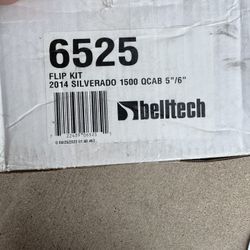 6525
FLIP KIT
2014 SILVERADO 1500 QCAB 5"/6"
belltech